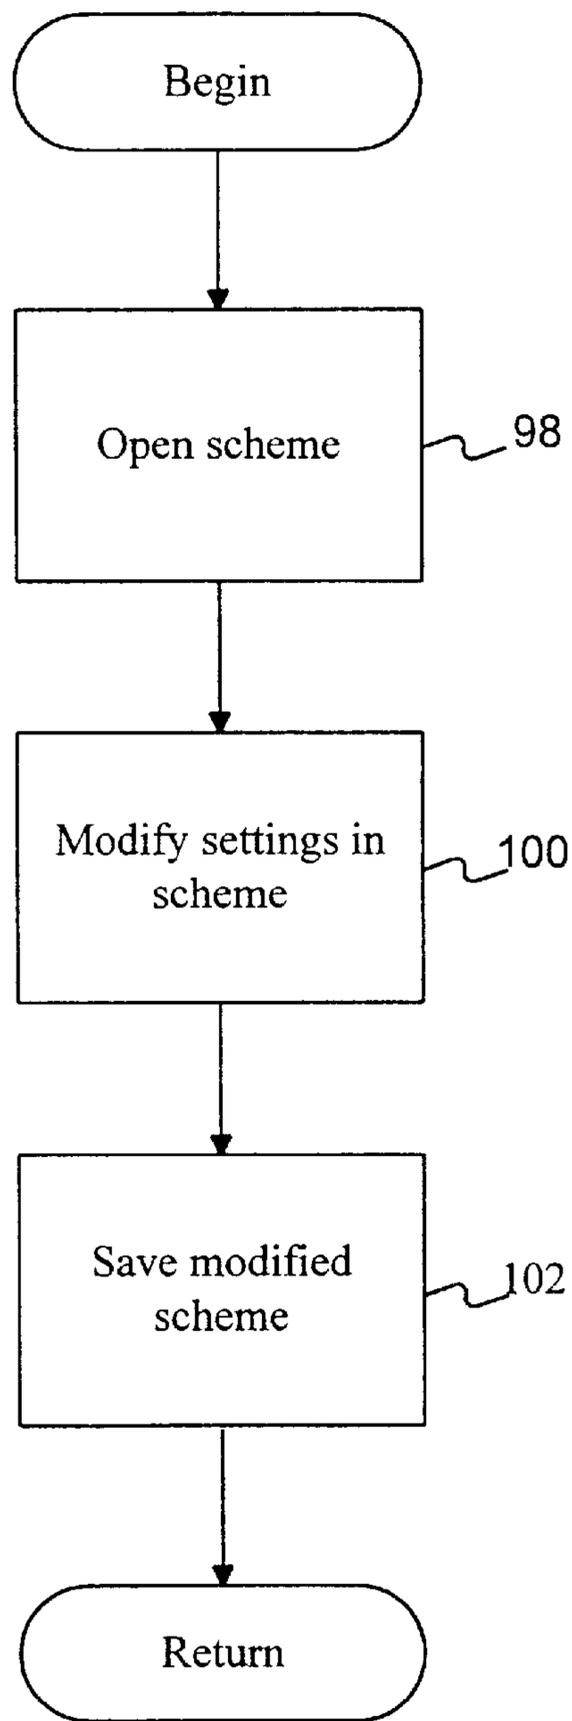 Begin
Open scheme
98
Modify settings in
scheme
100
Save modified
scheme
102
Return